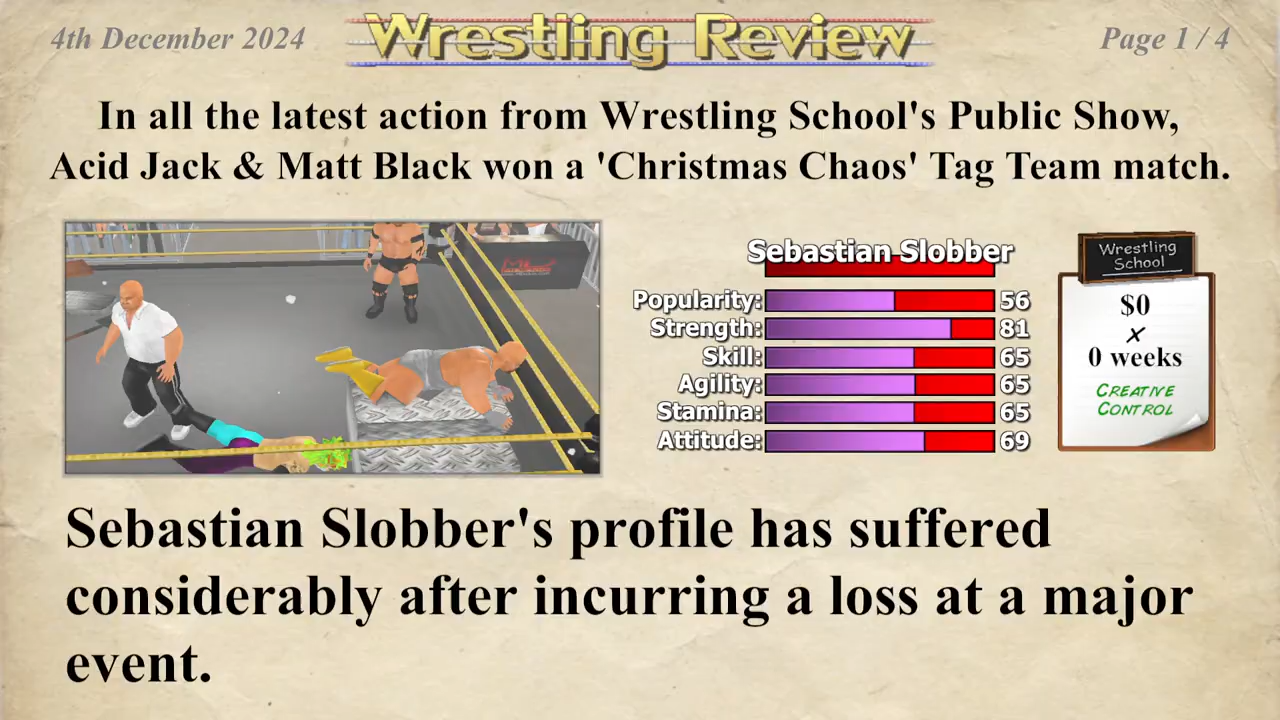 4th December 2024
Wrestling Review
Page 1 / 4
In all the latest action from Wrestling School's Public Show,
Acid Jack & Matt Black won a 'Christmas Chaos' Tag Team match.
Sebastian Slobber
Popularity: 56
Strength: 81
Skill: 65
Agility: 65
Stamina: 65
Attitude: 69
Wrestling
School
$0
x
0 weeks
CREATIVE
CONTROL
Sebastian Slobber's profile has suffered
considerably after incurring a loss at a major
event.